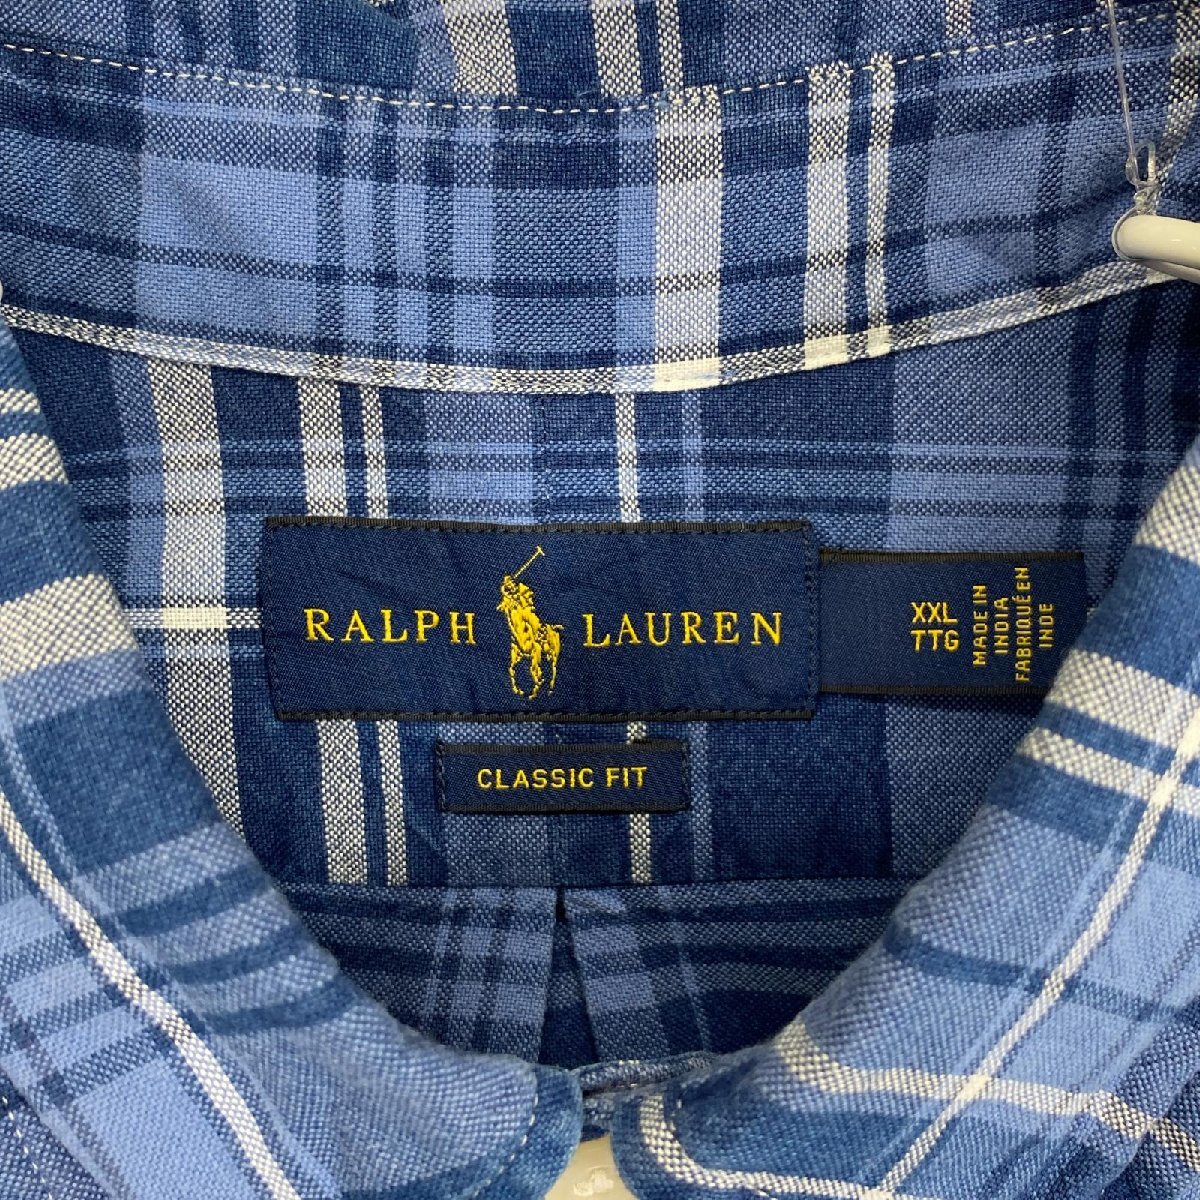 RALPH LAUREN
CLASSIC FIT
XXL
TTG
MADE IN
INDIA
FABRIQUÉ EN
INDE